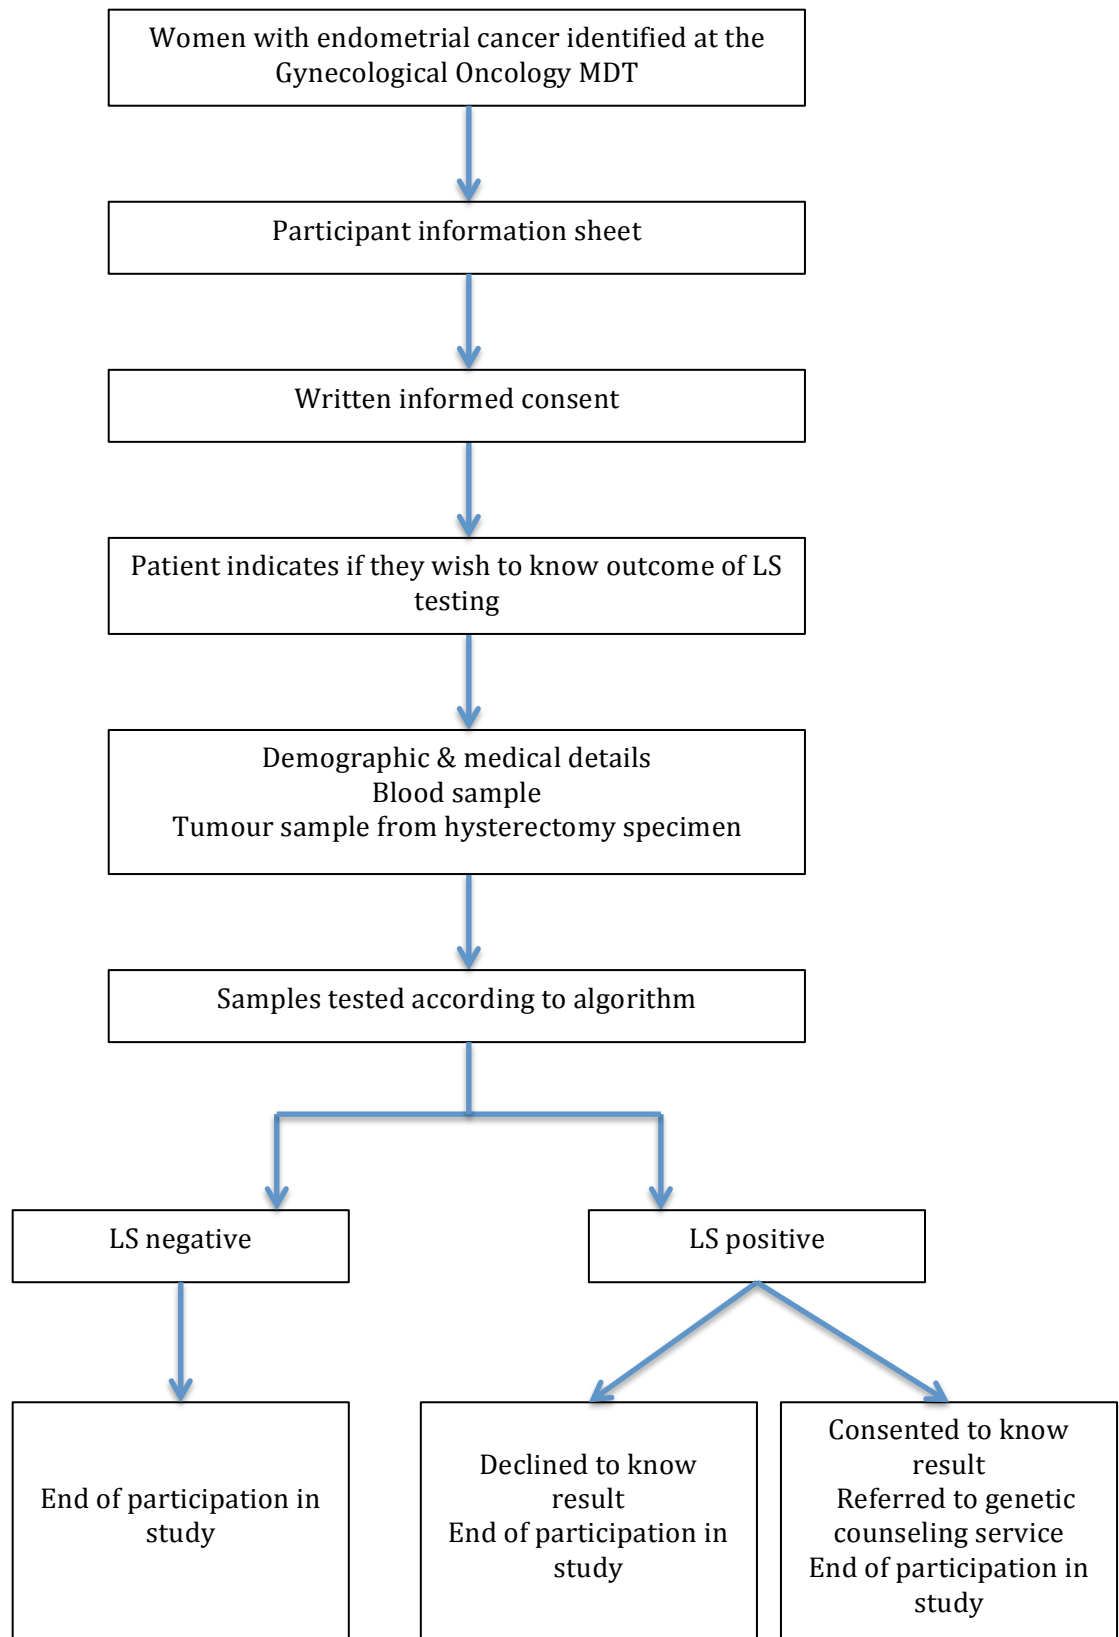 Women with endometrial cancer identified at the
Gynecological Oncology MDT
Participant information sheet
Written informed consent
Patient indicates if they wish to know outcome of LS
testing
Demographic & medical details
Blood sample
Tumour sample from hysterectomy specimen
Samples tested according to algorithm
LS negative
LS positive
End of participation in
study
Declined to know
result
End of participation in
study
Consented to know
result
Referred to genetic
counseling service
End of participation in
study